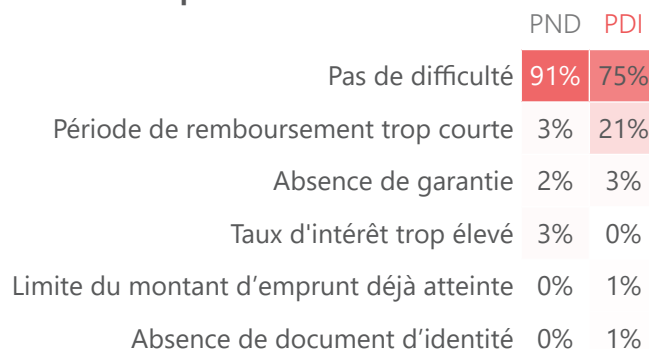 PND PDI
Pas de difficulté 91% 75%
Période de remboursement trop courte 3% 21%
Absence de garantie 2% 3%
Taux d'intérêt trop élevé 3% 0%
Limite du montant d’emprunt déjà atteinte 0% 1%
Absence de document d’identité 0% 1%